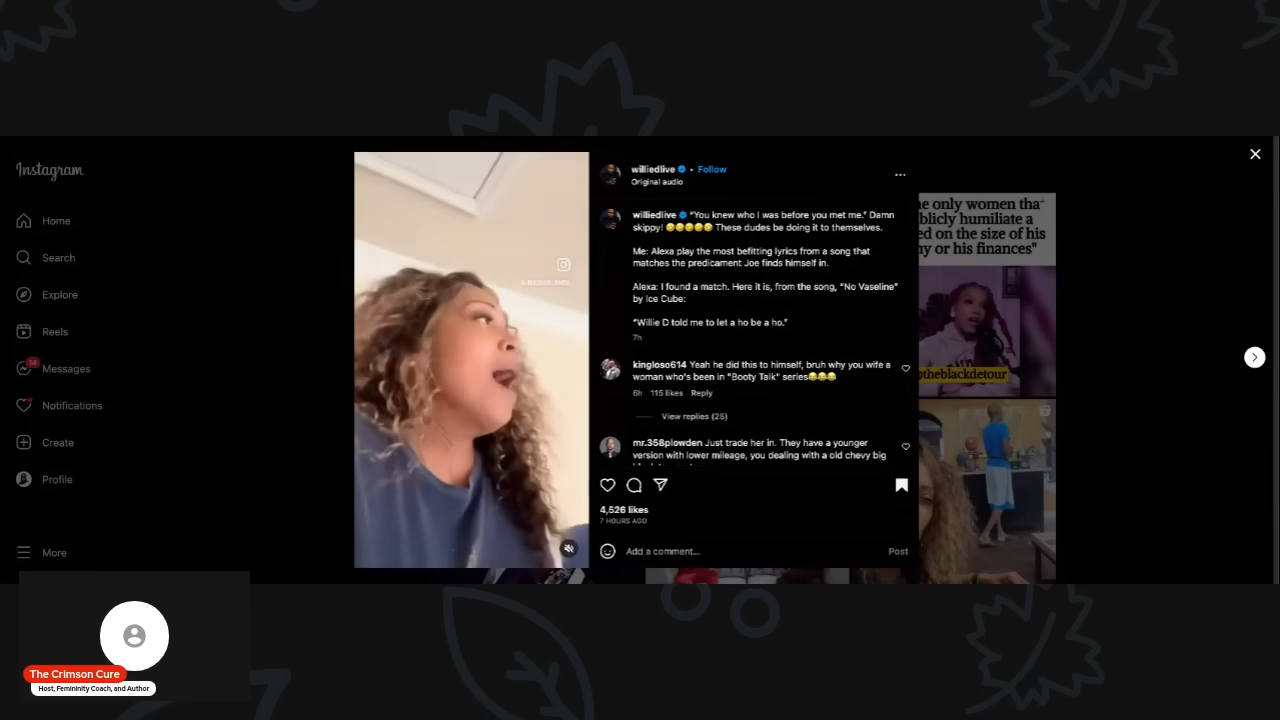 Instagram
Home
Search
Explore
Reels
14
Messages
Notifications
Create
Profile
More
williedlive • Follow
Original audio
williedlive "You knew who I was before you met me." Damn
skippy! 🤣🤣🤣🤣🤣 These dudes be doing it to themselves.
Me: Alexa play the most befitting lyrics from a song that
matches the predicament Joe finds himself in.
Alexa: I found a match. Here it is, from the song, "No Vaseline"
by Ice Cube:
"Willie D told me to let a ho be a ho."
7h
kingloso614 Yeah he did this to himself, bruh why you wife a
woman who's been in "Booty Talk" series😂😂😂
6h 115 likes Reply
View replies (25)
mr.358plowden Just trade her in. They have a younger
version with lower mileage, you dealing with a old chevy big
4,526 likes
7 HOURS AGO
Add a comment...
Post
e only women tha
blicly humiliate a
ed on the size of his
y or his finances"
theblackdetour
The Crimson Cure
Host, Femininity Coach, and Author